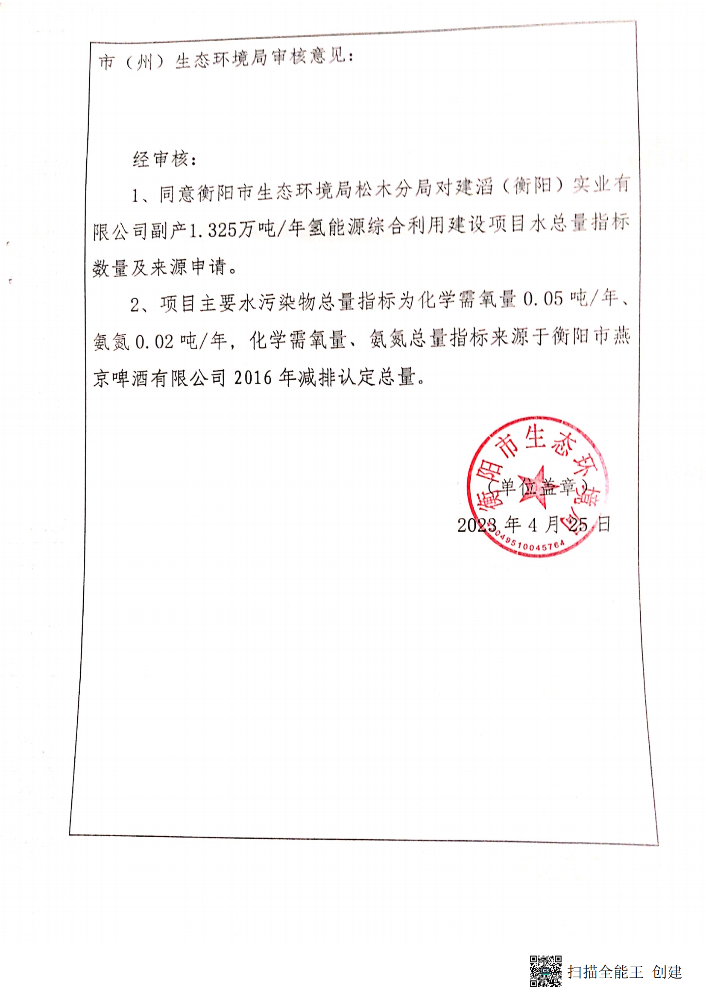 市（州）生态环境局审核意见：
经审核：
1、同意衡阳市生态环境局松木分局对建滔（衡阳）实业有
限公司副产1.325万吨/年氢能源综合利用建设项目水总量指标
数量及来源申请。
2、项目主要水污染物总量指标为化学需氧量 0.05 吨/年、
氨氮 0.02 吨/年，化学需氧量、氨氮总量指标来源于衡阳市燕
京啤酒有限公司 2016 年减排认定总量。
衡阳市生态环境局
（单位盖章）
2023 年 4 月 25 日
扫描全能王 创建